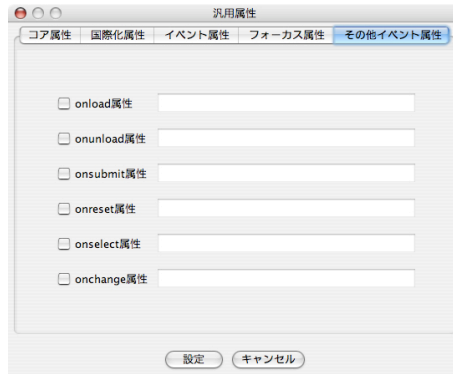 汎用属性
コア属性 国際化属性 イベント属性 フォーカス属性 その他イベント属性
onload属性
onunload属性
onsubmit属性
onreset属性
onselect属性
onchange属性
設定 キャンセル